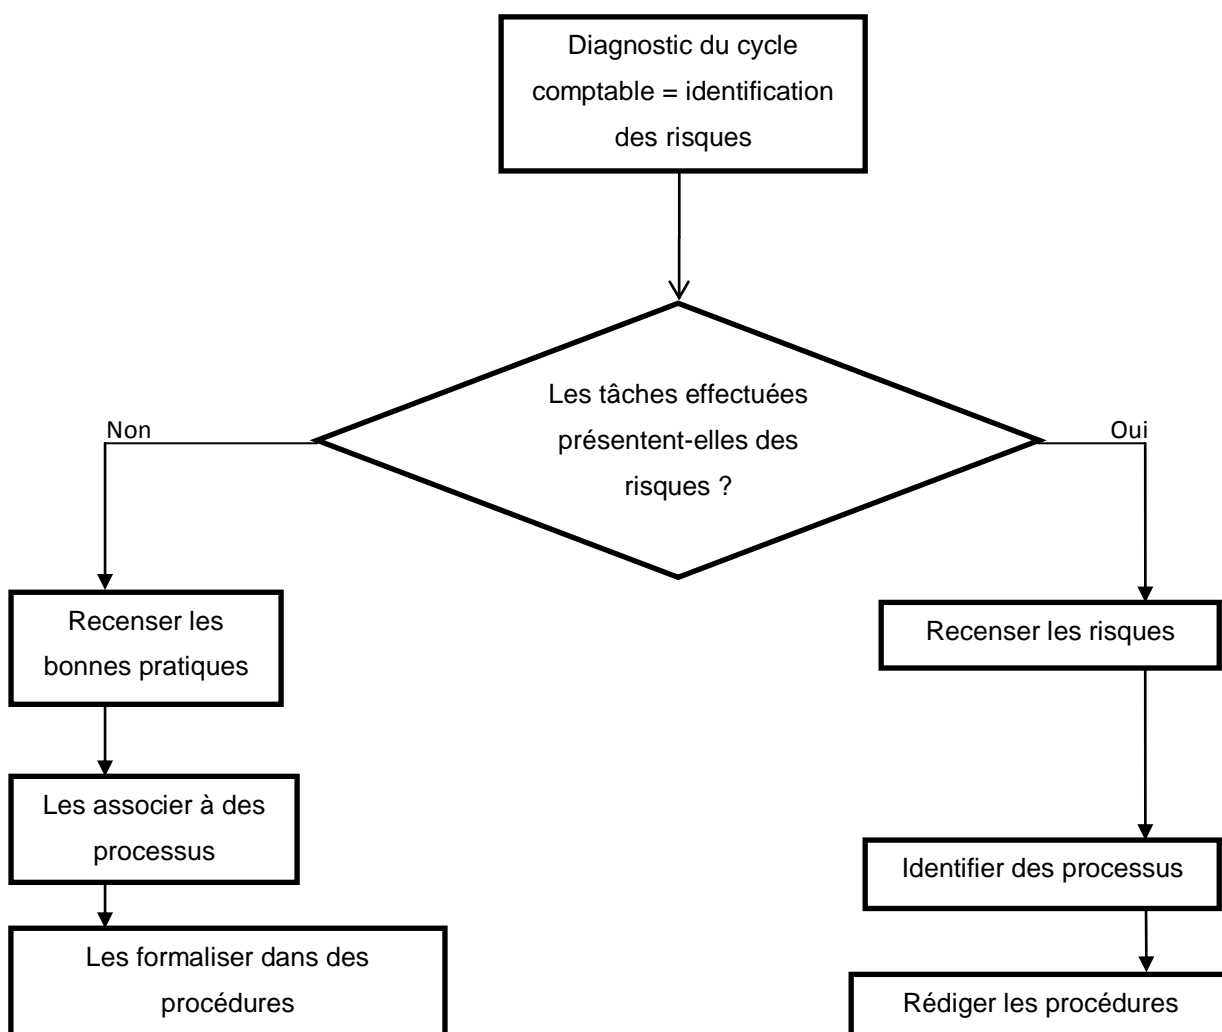 Diagnostic du cycle
comptable = identification
des risques
Les tâches effectuées
présentent-elles des
risques ?
Non
Oui
Recenser les
bonnes pratiques
Recenser les risques
Les associer à des
processus
Identifier des processus
Les formaliser dans des
procédures
Rédiger les procédures